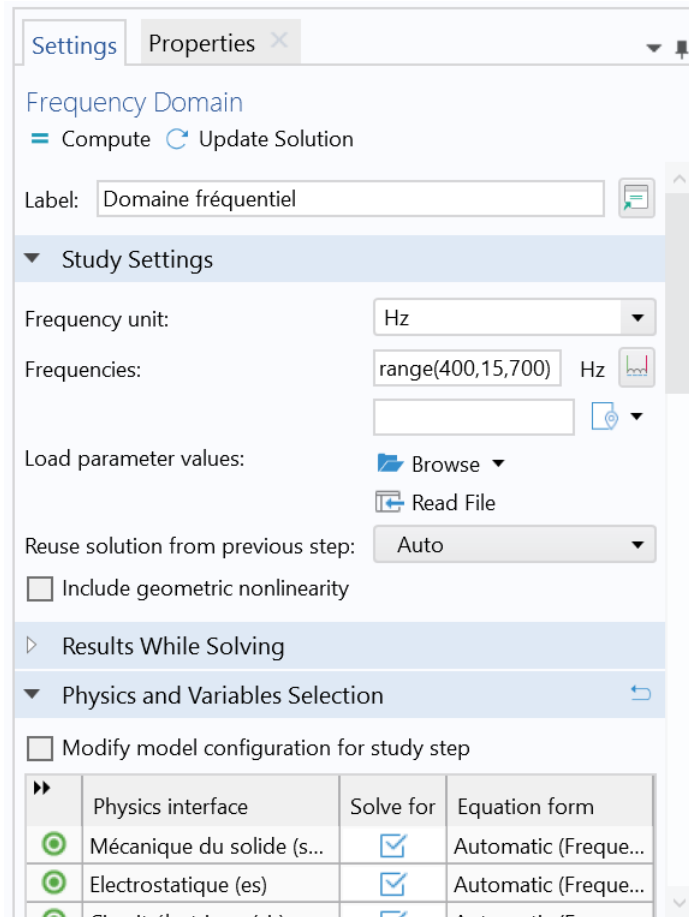 Settings Properties
Frequency Domain
= Compute Update Solution
Label: Domaine fréquentiel
Study Settings
Frequency unit: Hz
Frequencies: range(400,15,700) Hz
Load parameter values: Browse
Read File
Reuse solution from previous step: Auto
Include geometric nonlinearity
Results While Solving
Physics and Variables Selection
Modify model configuration for study step
Physics interface Solve for Equation form
Mécanique du solide (s... Automatic (Freque...
Electrostatique (es) Automatic (Freque...